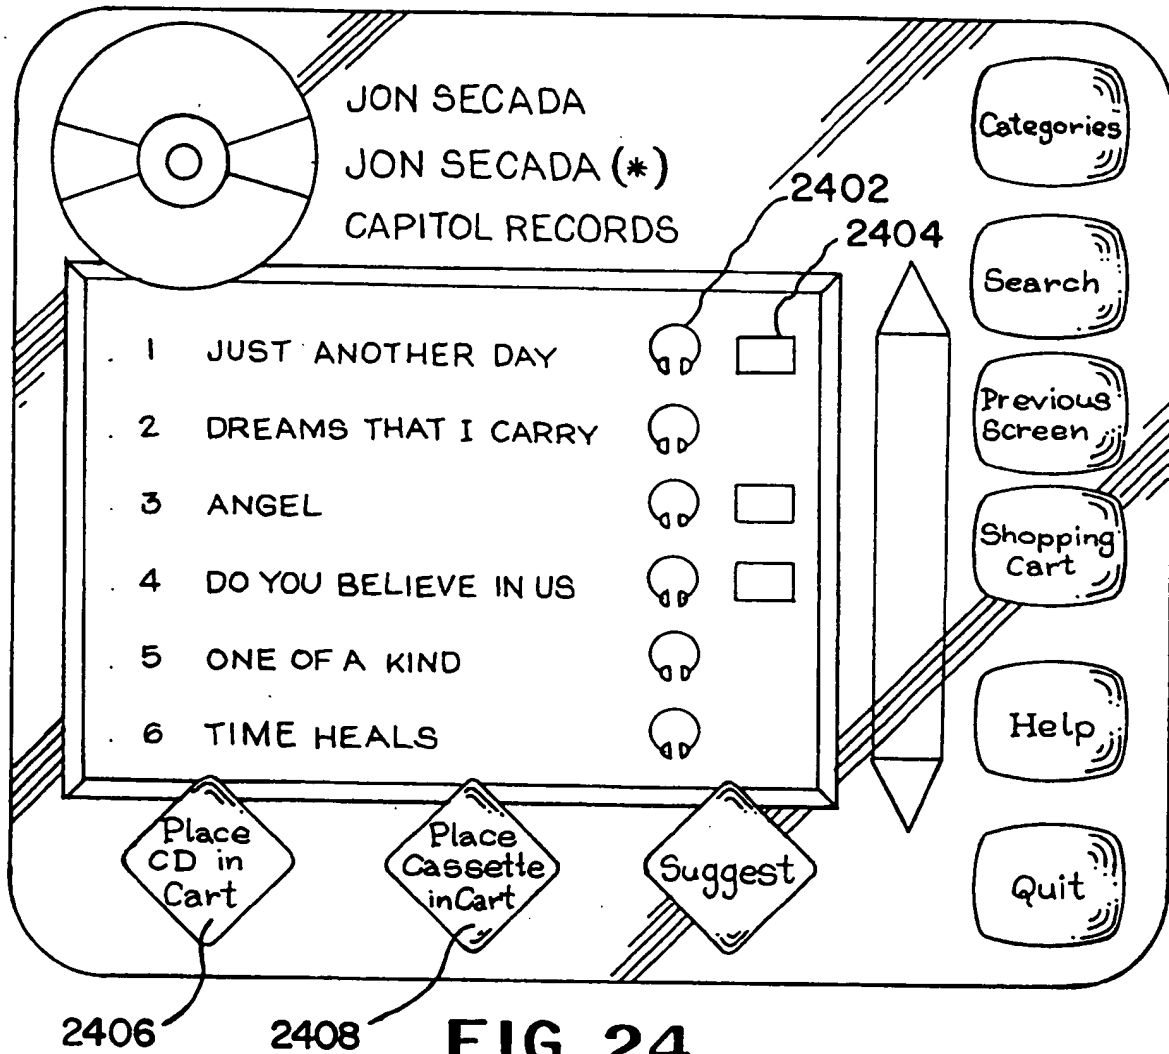 JON SECADA
JON SECADA (*)
CAPITOL RECORDS
2402
2404
. 1 JUST ANOTHER DAY
. 2 DREAMS THAT I CARRY
. 3 ANGEL
. 4 DO YOU BELIEVE IN US
. 5 ONE OF A KIND
. 6 TIME HEALS
Categories
Search
Previous
Screen
Shopping
Cart
Help
Quit
Place
CD in
Cart
Place
Cassette
in Cart
Suggest
2406
2408
FIG 24